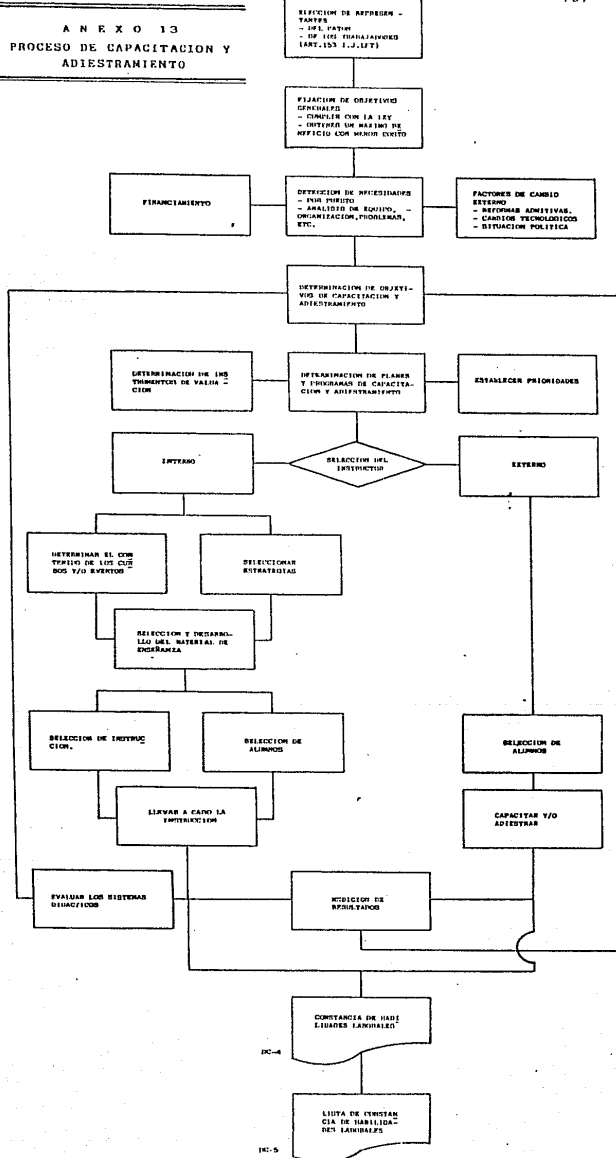 A N E X O 13
PROCESO DE CAPACITACION Y
ADIESTRAMIENTO
ELECCION DE REPRESEN -
TANTES
- DEL PATON
- DE LOS TRABAJADORES
(ART.153 I.J.LFT)
FIJACION DE OBJETIVOS
GENERALES
- CUMPLIR CON LA LEY
- OBTENER UN MAXIMO DE
NEFICIO CON MENOR COSTO
FINANCIAMIENTO
DETECCION DE NECESIDADES
- POR PUESTO
- ANALISIS DE EQUIPO, -
ORGANIZACION,PROBLEMAS,
ETC.
FACTORES DE CAMBIO
EXTERNO
- REFORMAS ADMITIVAS.
- CAMBIOS TECNOLOGICOS
- SITUACION POLITICA
DETERMINACION DE OBJETI-
VOS DE CAPACITACION Y
ADIESTRAMIENTO
DETERMINACION DE INS
TRUMENTOS DE VALUA -
CION
DETERMINACION DE PLANES
Y PROGRAMAS DE CAPACITA-
CION Y ADIESTRAMIENTO
ESTABLECER PRIORIDADES
INTERNO
SELECCION DEL
INSTRUCTOR
EXTERNO
DETERMINAR EL CON
TENIDO DE LOS CUR
SOS Y/O EVENTOS
SELECCIONAR
ESTRATEGIAS
SELECCION Y DESARRO-
LLO DEL MATERIAL DE
ENSEÑANZA
SELECCION DE INSTRUC
CION.
SELECCION DE
ALUMNOS
SELECCION DE
ALUMNOS
LLEVAR A CABO LA
INSTRUCCION
CAPACITAR Y/O
ADIESTRAR
EVALUAR LOS SISTEMAS
DIDACTICOS
MEDICION DE
RESULTADOS
CONSTANCIA DE HABI
LIDADES LABORALES
DC-4
LISTA DE CONSTAN
CIA DE HABILIDA-
DES LABORALES
DC-5